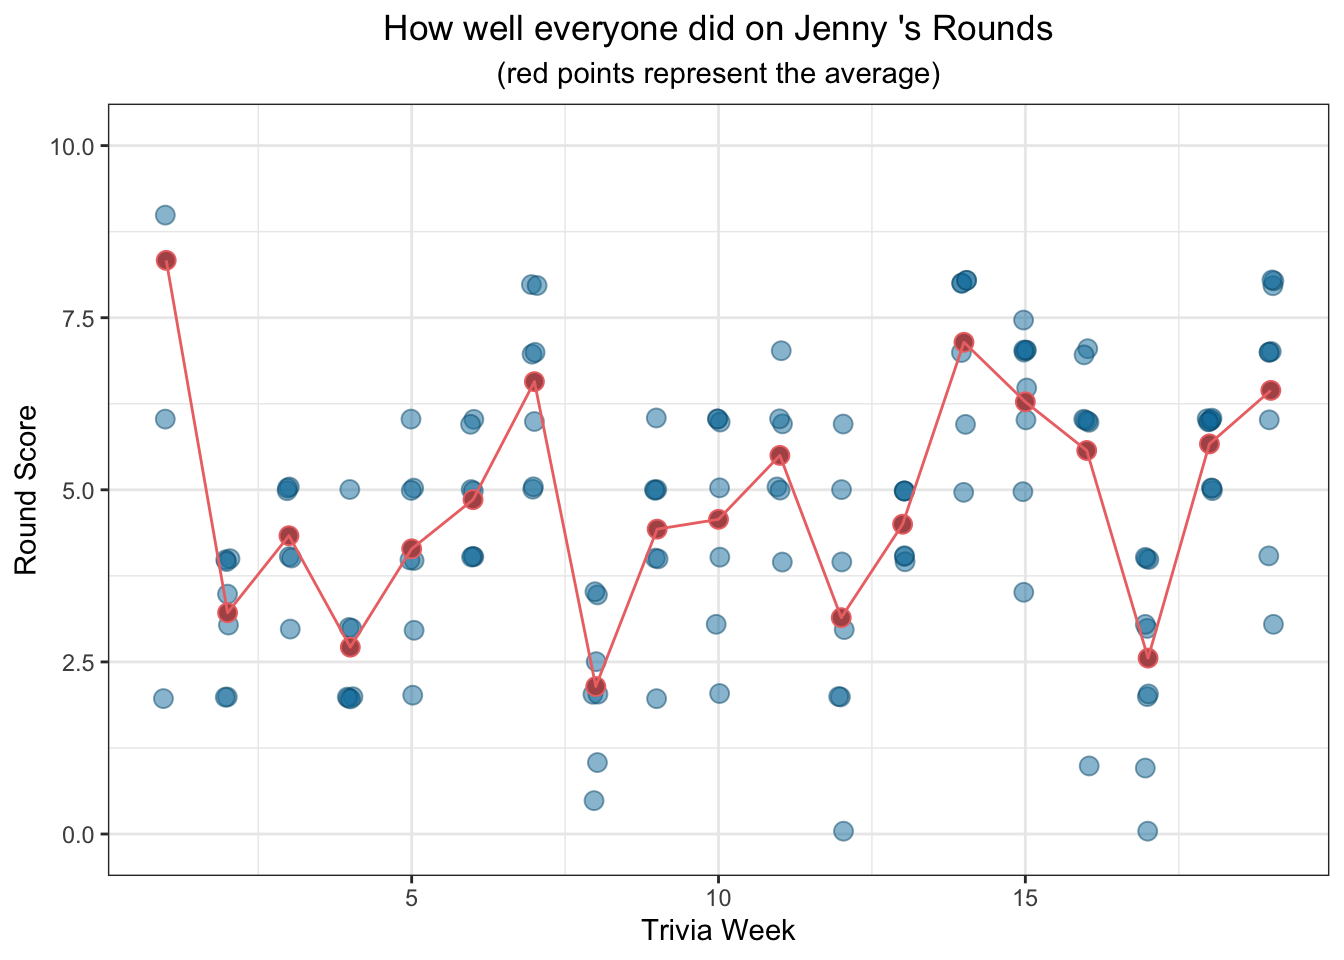 How well everyone did on Jenny 's Rounds
(red points represent the average)
10.0
7.5
5.0
2.5
0.0
Round Score
5 10 15
Trivia Week